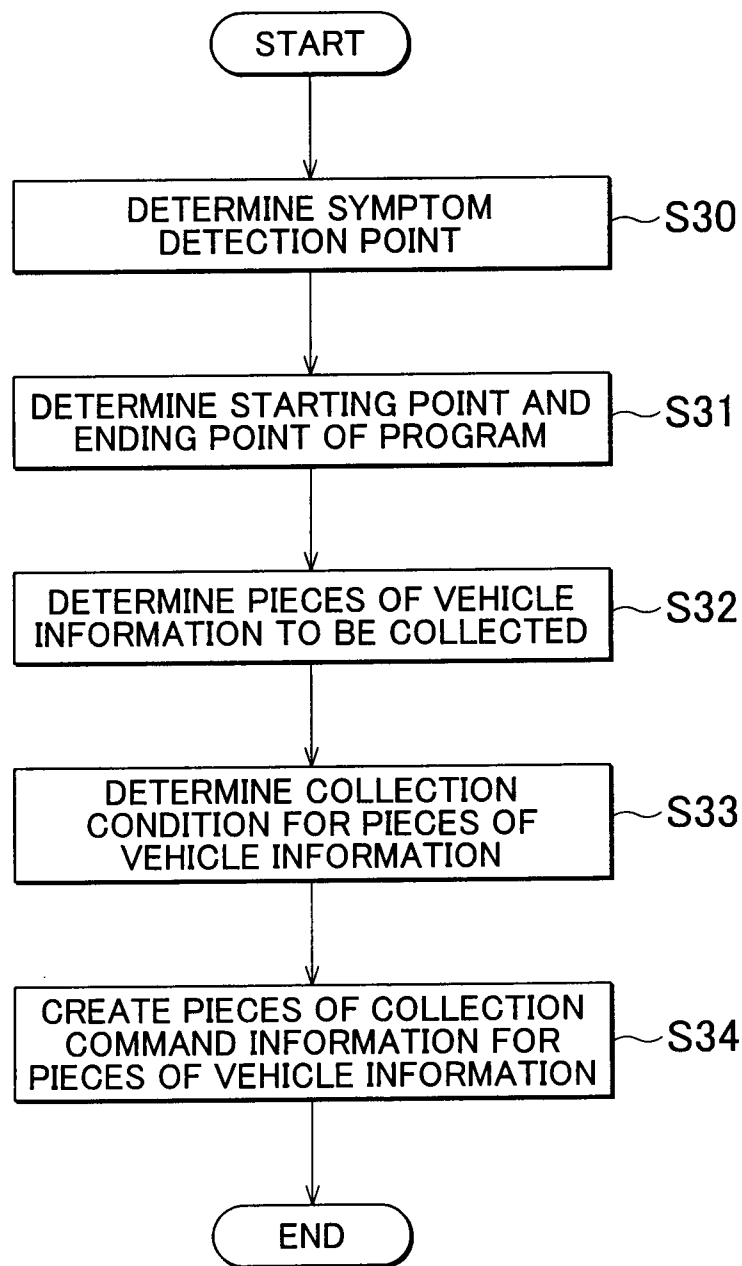 START
DETERMINE SYMPTOM
DETECTION POINT
S30
DETERMINE STARTING POINT AND
ENDING POINT OF PROGRAM
S31
DETERMINE PIECES OF VEHICLE
INFORMATION TO BE COLLECTED
S32
DETERMINE COLLECTION
CONDITION FOR PIECES OF
VEHICLE INFORMATION
S33
CREATE PIECES OF COLLECTION
COMMAND INFORMATION FOR
PIECES OF VEHICLE INFORMATION
S34
END